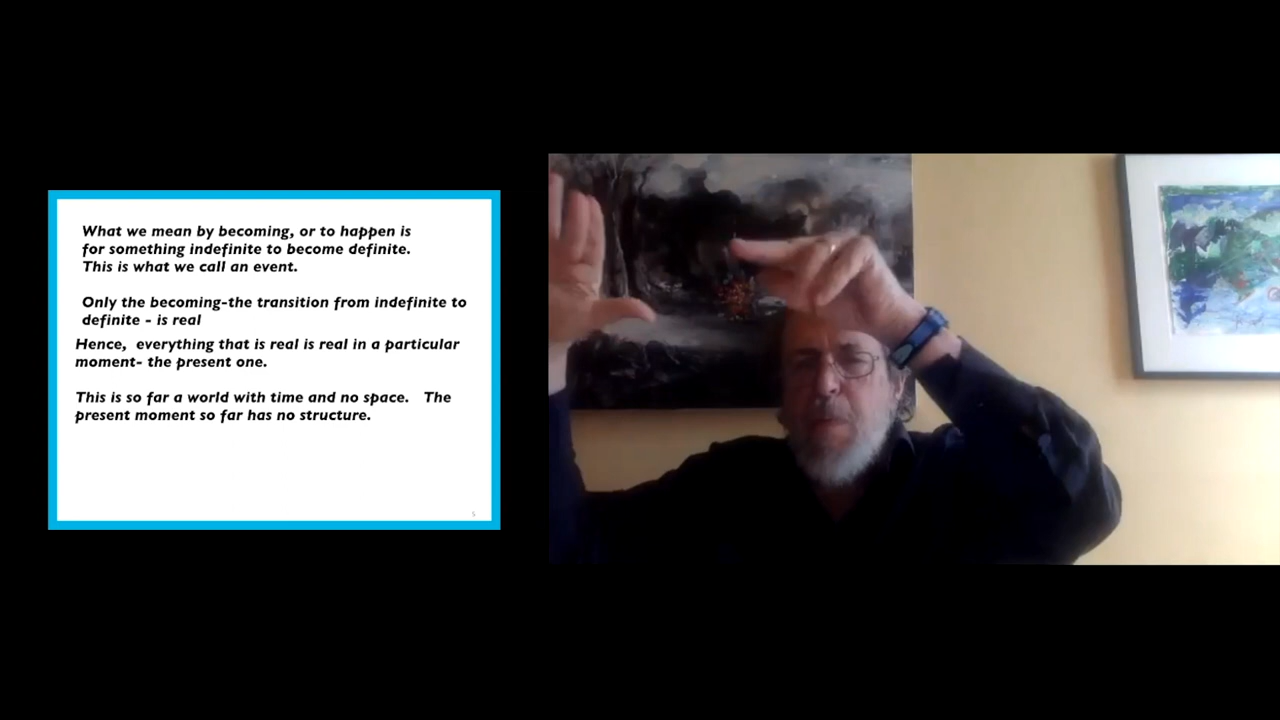 What we mean by becoming, or to happen is
for something indefinite to become definite.
This is what we call an event.
Only the becoming-the transition from indefinite to
definite - is real
Hence, everything that is real is real in a particular
moment- the present one.
This is so far a world with time and no space. The
present moment so far has no structure.
5